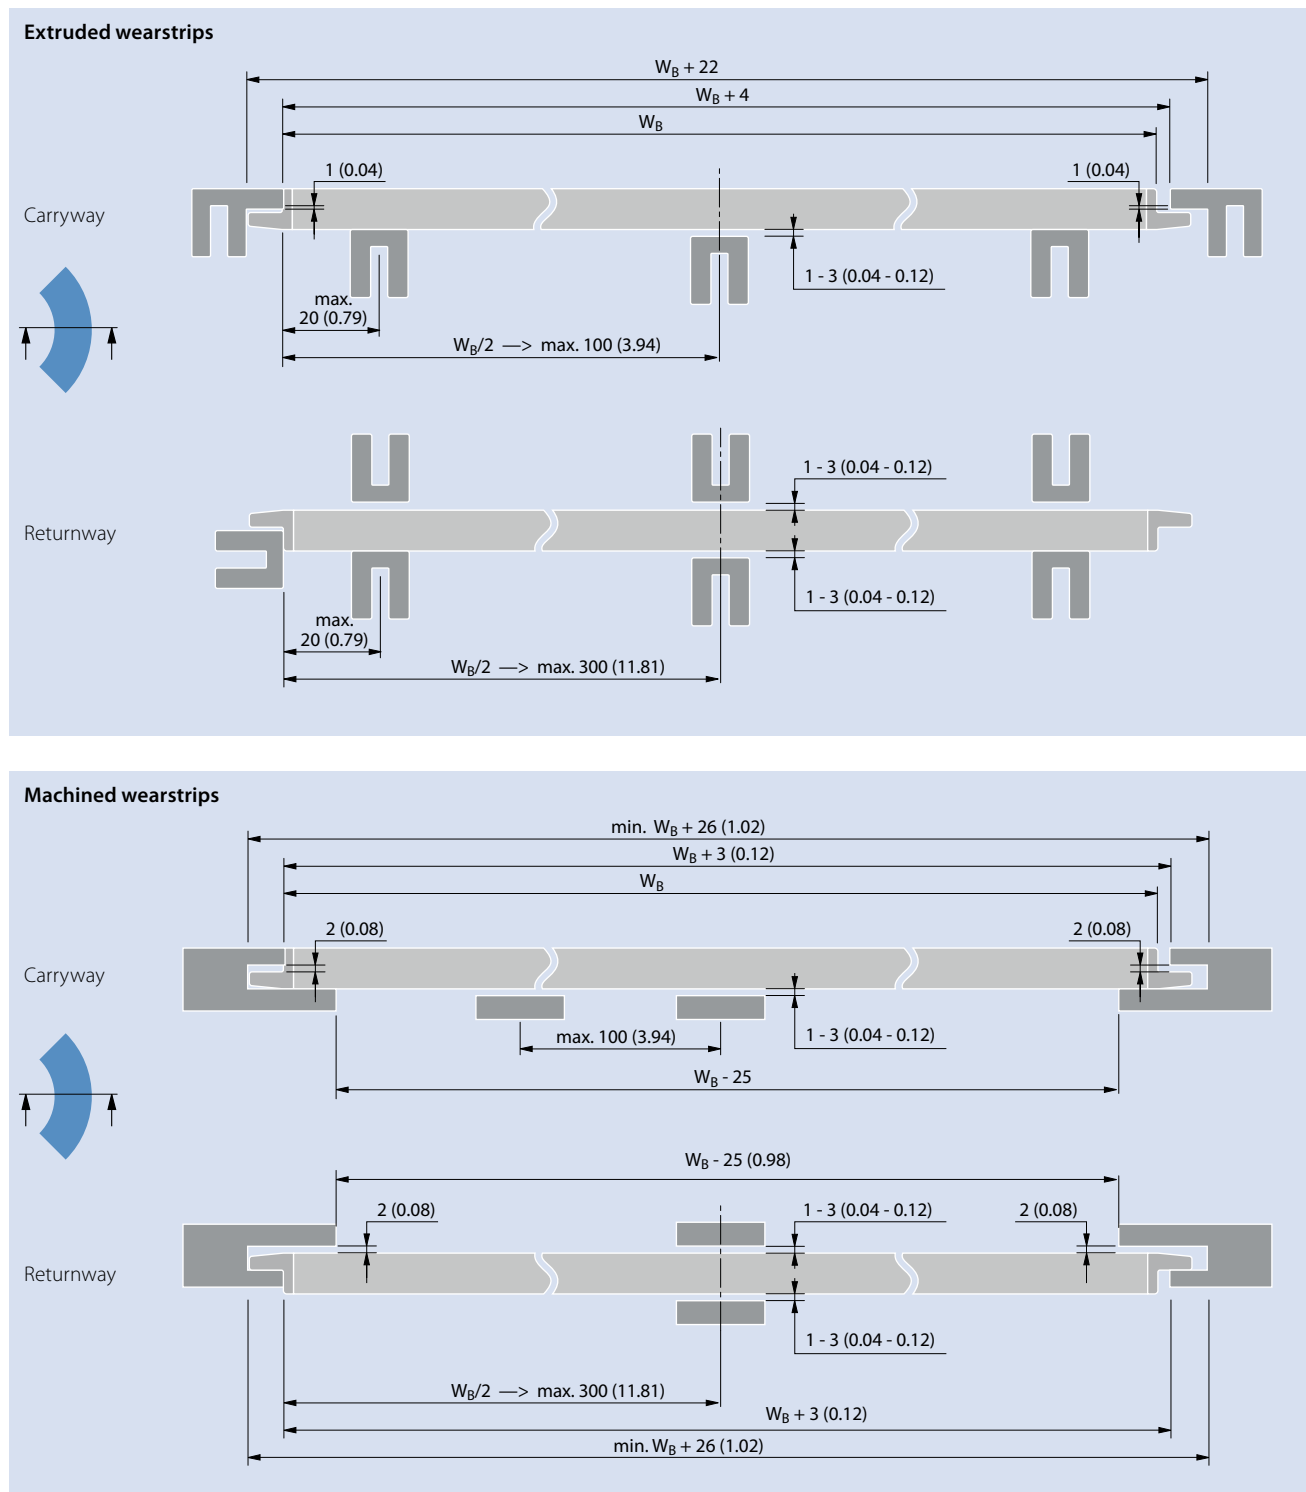 Extruded wearstrips
W_B + 22
W_B + 4
W_B
1 (0.04)
1 (0.04)
Carryway
1 - 3 (0.04 - 0.12)
max.
20 (0.79)
W_B/2 —> max. 100 (3.94)
1 - 3 (0.04 - 0.12)
Returnway
1 - 3 (0.04 - 0.12)
max.
20 (0.79)
W_B/2 —> max. 300 (11.81)
Machined wearstrips
min. W_B + 26 (1.02)
W_B + 3 (0.12)
W_B
2 (0.08)
2 (0.08)
Carryway
max. 100 (3.94)
1 - 3 (0.04 - 0.12)
W_B - 25
W_B - 25 (0.98)
2 (0.08)
1 - 3 (0.04 - 0.12)
2 (0.08)
Returnway
1 - 3 (0.04 - 0.12)
W_B/2 —> max. 300 (11.81)
W_B + 3 (0.12)
min. W_B + 26 (1.02)